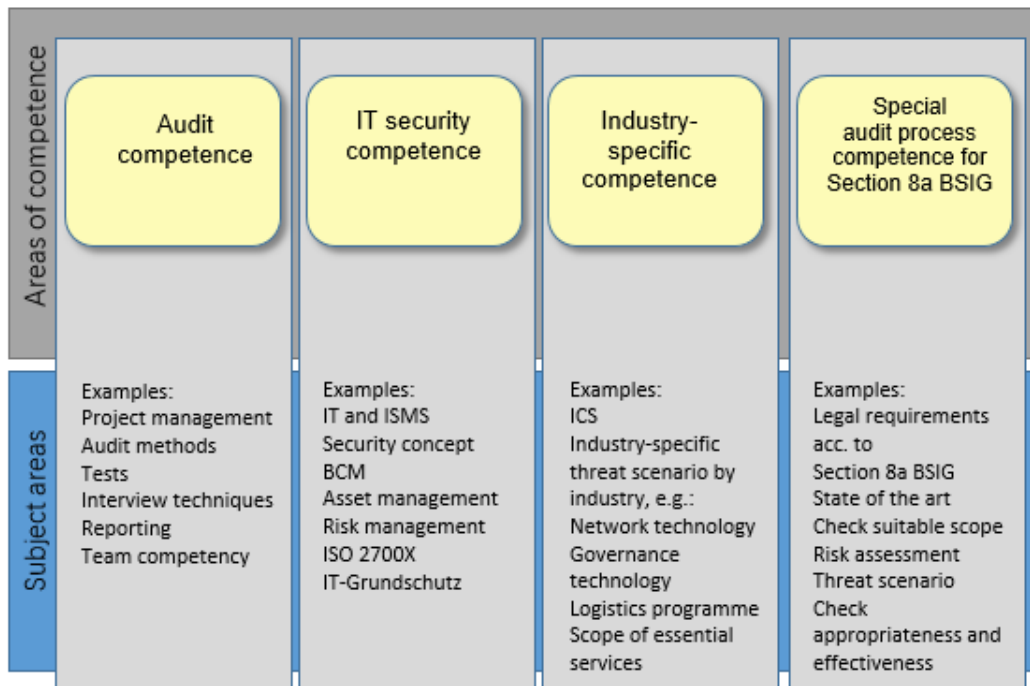 Areas of competence
Audit
competence
IT security
competence
Industry-
specific
competence
Special
audit process
competence for
Section 8a BSIG
Subject areas
Examples:
Project management
Audit methods
Tests
Interview techniques
Reporting
Team competency
Examples:
IT and ISMS
Security concept
BCM
Asset management
Risk management
ISO 2700X
IT-Grundschutz
Examples:
ICS
Industry-specific
threat scenario by
industry, e.g.:
Network technology
Governance
technology
Logistics programme
Scope of essential
services
Examples:
Legal requirements
acc. to
Section 8a BSIG
State of the art
Check suitable scope
Risk assessment
Threat scenario
Check
appropriateness and
effectiveness